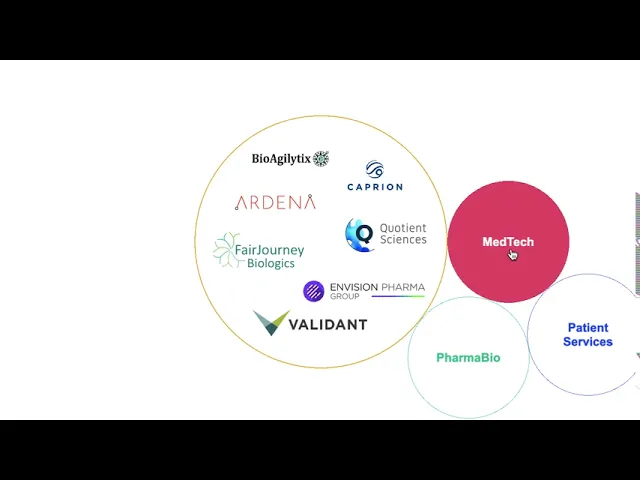 BioAgilytix
CAPRION
ARDENA
Quotient
Sciences
FairJourney
Biologics
ENVISION PHARMA
GROUP
VALIDANT
MedTech
PharmaBio
Patient
Services